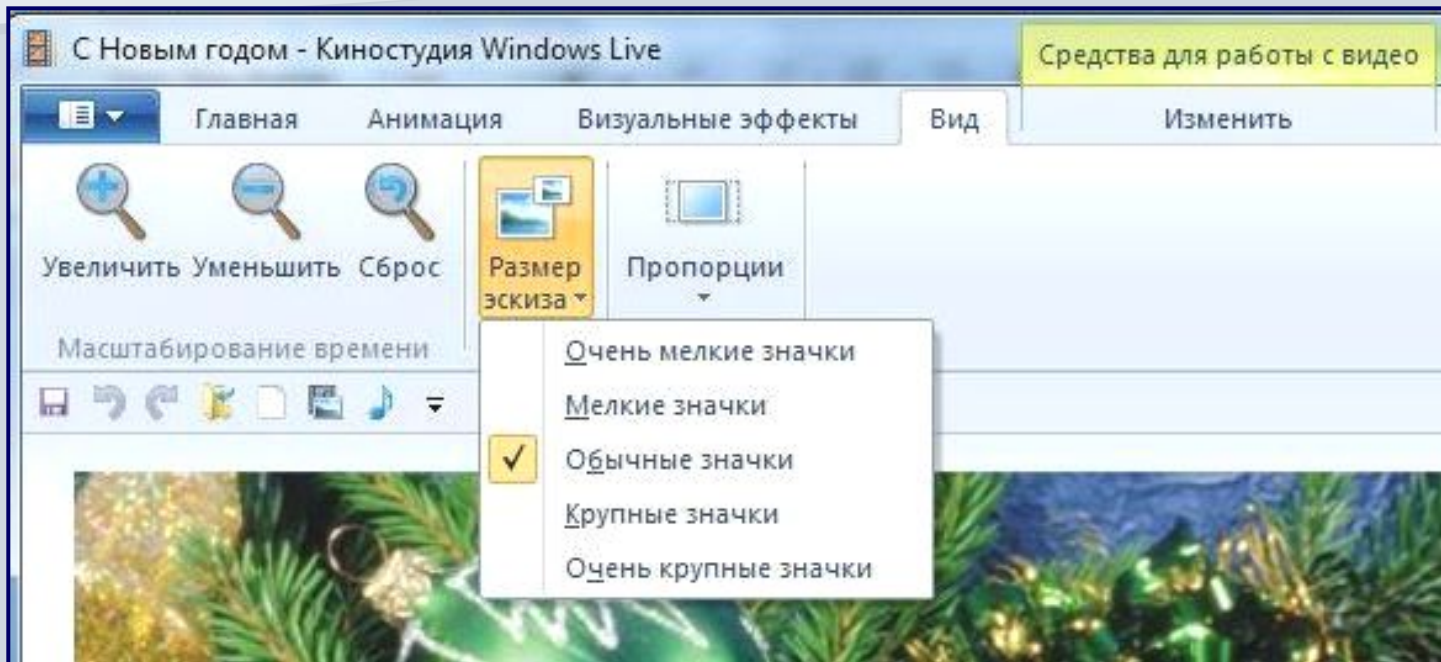 С Новым годом - Киностудия Windows Live
Средства для работы с видео
Главная Анимация Визуальные эффекты Вид Изменить
Увеличить Уменьшить Сброс Размер эскиза Пропорции
Масштабирование времени
Очень мелкие значки
Мелкие значки
Обычные значки
Крупные значки
Очень крупные значки